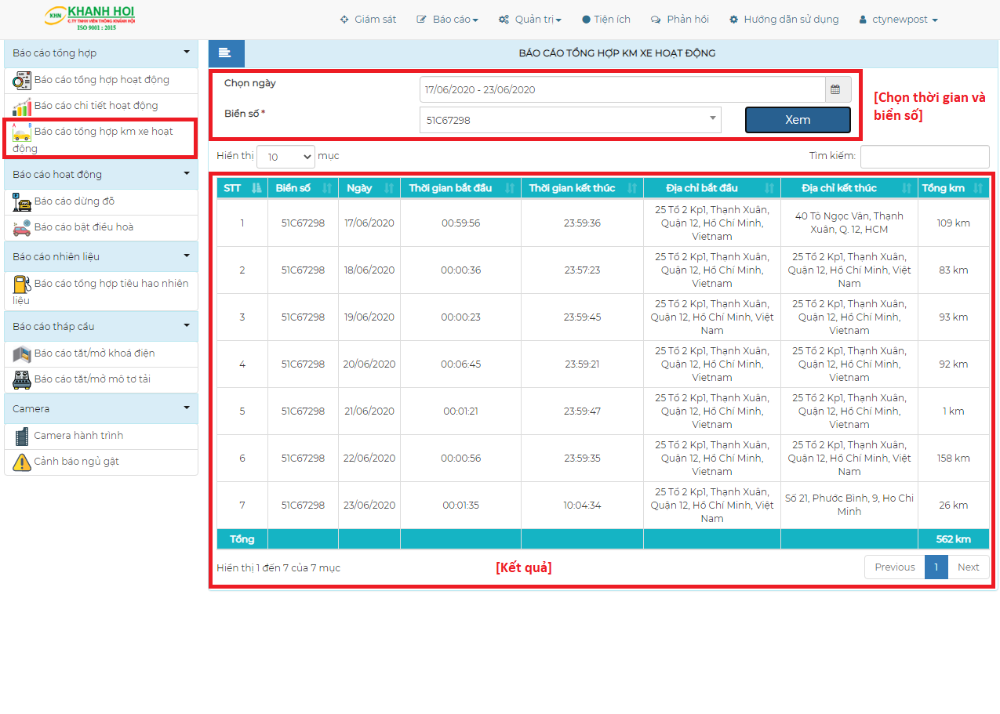 KHN KHANH HOI
C.TY TNHH VIỄN THÔNG KHÁNH HỘI
ISO 9001 : 2015
Giám sát Báo cáo Quản trị Tiện ích Phản hồi Hướng dẫn sử dụng ctynewpost
Báo cáo tổng hợp
Báo cáo tổng hợp hoạt động
Báo cáo chi tiết hoạt động
A B
Báo cáo tổng hợp km xe hoạt
động
Báo cáo hoạt động
Báo cáo dừng đỗ
Báo cáo bật điều hoà
Báo cáo nhiên liệu
Báo cáo tổng hợp tiêu hao nhiên
liệu
Báo cáo thắp cẩu
Báo cáo tắt/mở khoá điện
Báo cáo tắt/mở mô tơ tải
Camera
Camera hành trình
Cảnh báo ngủ gật
BÁO CÁO TỔNG HỢP KM XE HOẠT ĐỘNG
Chọn ngày 17/06/2020 - 23/06/2020
Biển số * 51C67298 Xem
[Chọn thời gian và
biển số]
Hiển thị 10 mục Tìm kiếm:
STT Biển số Ngày Thời gian bắt đầu Thời gian kết thúc Địa chỉ bắt đầu Địa chỉ kết thúc Tổng km
1 51C67298 17/06/2020 00:59:56 23:59:36 25 Tổ 2 Kp1, Thạnh Xuân, Quận 12, Hồ Chí Minh, Vietnam 40 Tô Ngọc Vân, Thạnh Xuân, Q. 12, HCM 109 km
2 51C67298 18/06/2020 00:00:36 23:57:23 25 Tổ 2 Kp1, Thạnh Xuân, Quận 12, Hồ Chí Minh, Vietnam 25 Tổ 2 Kp1, Thạnh Xuân, Quận 12, Hồ Chí Minh, Việt Nam 83 km
3 51C67298 19/06/2020 00:00:23 23:59:45 25 Tổ 2 Kp1, Thạnh Xuân, Quận 12, Hồ Chí Minh, Việt Nam 25 Tổ 2 Kp1, Thạnh Xuân, Quận 12, Hồ Chí Minh, Vietnam 93 km
4 51C67298 20/06/2020 00:06:45 23:59:21 25 Tổ 2 Kp1, Thạnh Xuân, Quận 12, Hồ Chí Minh, Vietnam 25 Tổ 2 Kp1, Thạnh Xuân, Quận 12, Hồ Chí Minh, Vietnam 92 km
5 51C67298 21/06/2020 00:01:21 23:59:47 25 Tổ 2 Kp1, Thạnh Xuân, Quận 12, Hồ Chí Minh, Vietnam 25 Tổ 2 Kp1, Thạnh Xuân, Quận 12, Hồ Chí Minh, Vietnam 1 km
6 51C67298 22/06/2020 00:00:56 23:59:35 25 Tổ 2 Kp1, Thạnh Xuân, Quận 12, Hồ Chí Minh, Vietnam 25 Tổ 2 Kp1, Thạnh Xuân, Quận 12, Hồ Chí Minh, Việt Nam 158 km
7 51C67298 23/06/2020 00:01:35 10:04:34 25 Tổ 2 Kp1, Thạnh Xuân, Quận 12, Hồ Chí Minh, Việt Nam Số 21, Phước Bình, 9, Ho Chi Minh 26 km
Tổng 562 km
Hiển thị 1 đến 7 của 7 mục [Kết quả] Previous 1 Next